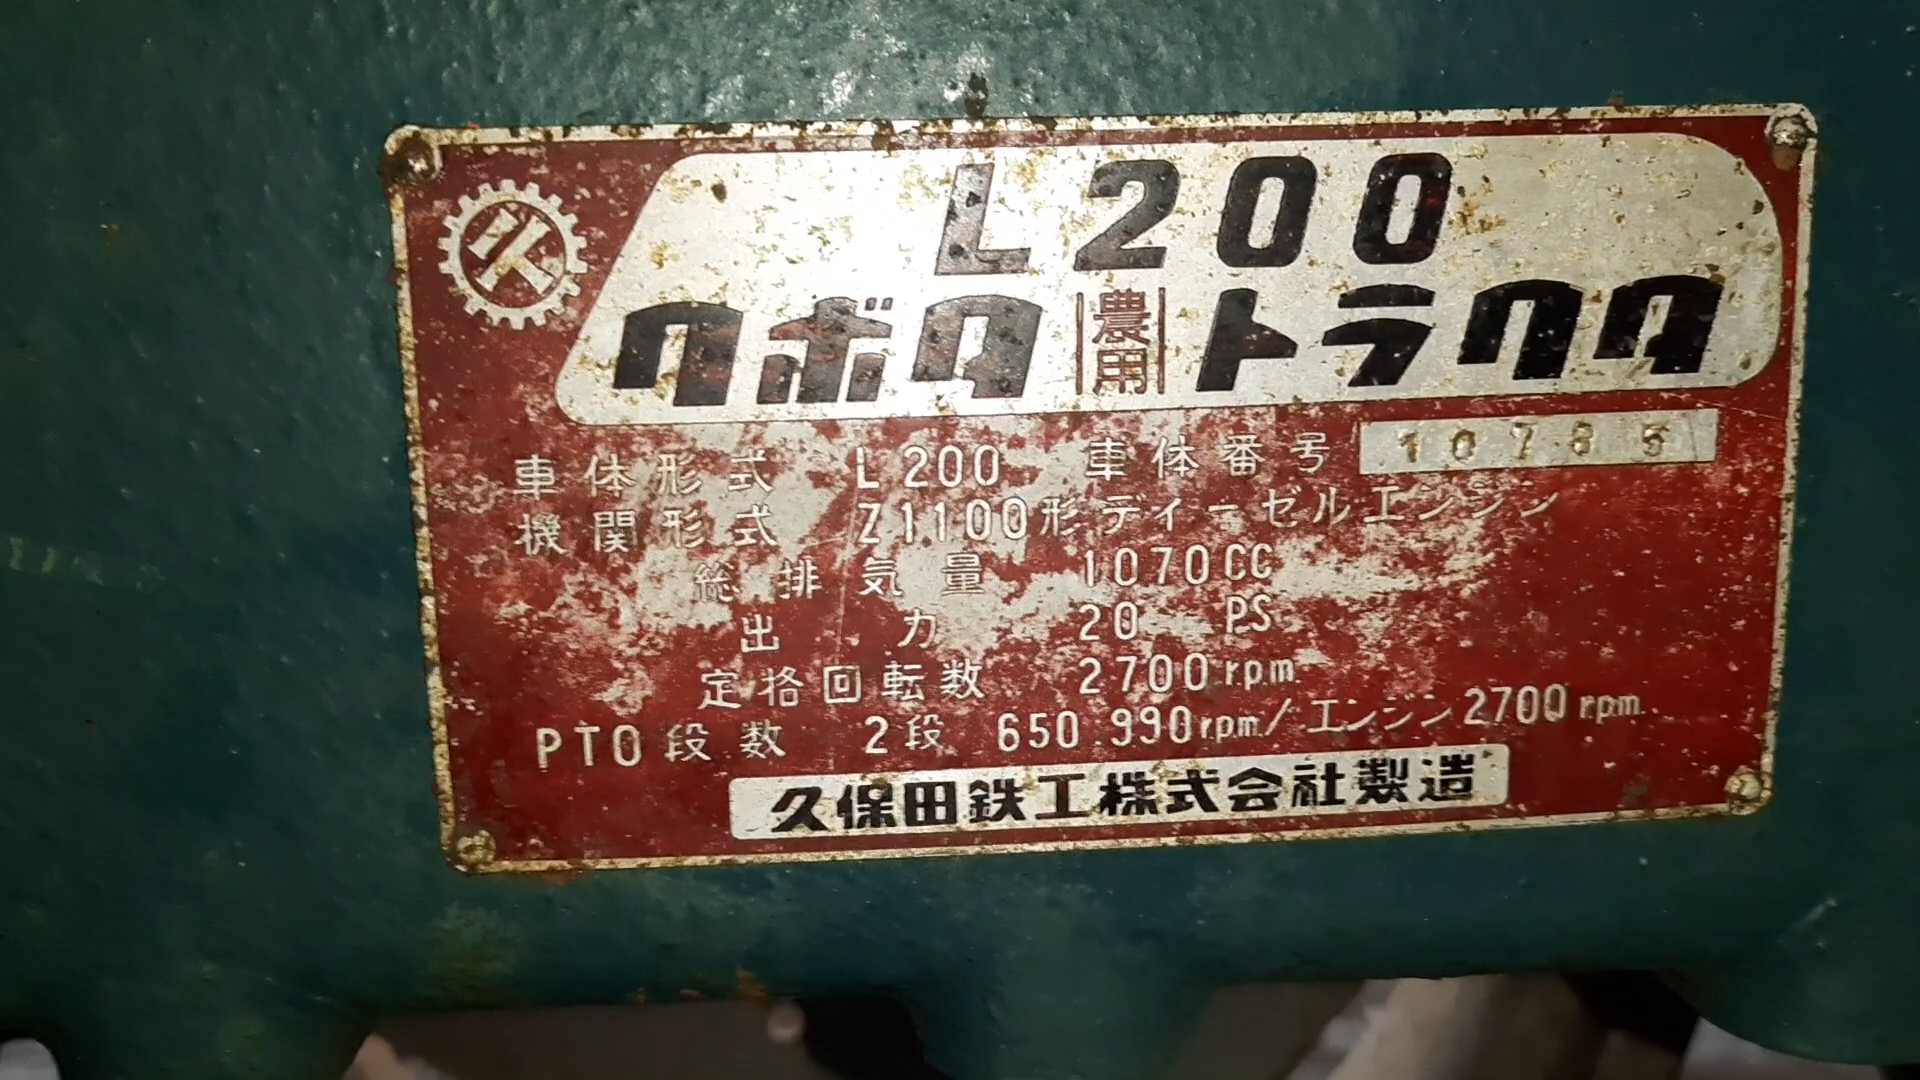 L200
クボタ 農用 トラクタ
車体形式 L200 車体番号 10785
機関形式 Z1100形ディーゼルエンジン
総排気量 1070CC
出力 20 PS
定格回転数 2700rpm
PTO段数 2段 650.990rpm/エンジン2700rpm
久保田鉄工株式会社製造